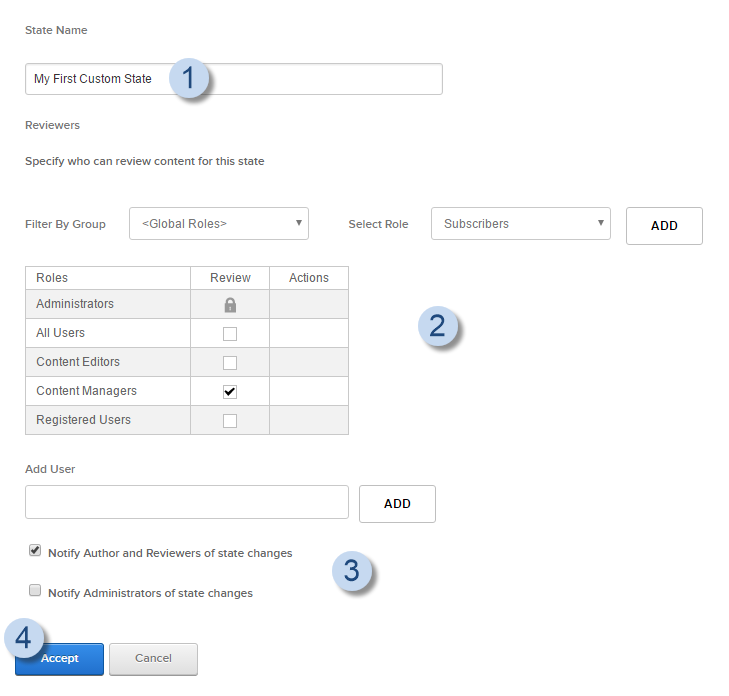 State Name
My First Custom State 1
Reviewers
Specify who can review content for this state
Filter By Group <Global Roles> Select Role Subscribers ADD
Roles Review Actions
Administrators
All Users
2
Content Editors
Content Managers
Registered Users
Add User
ADD
Notify Author and Reviewers of state changes
3
Notify Administrators of state changes
4
Accept Cancel